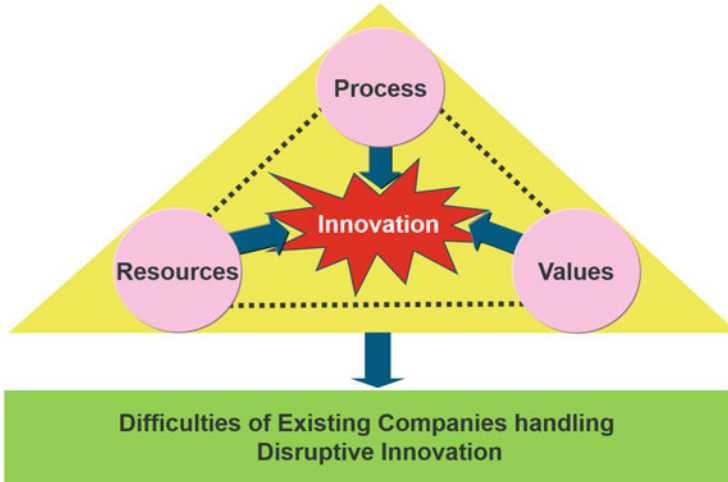 Process
Innovation
Resources
Values
Difficulties of Existing Companies handling
Disruptive Innovation